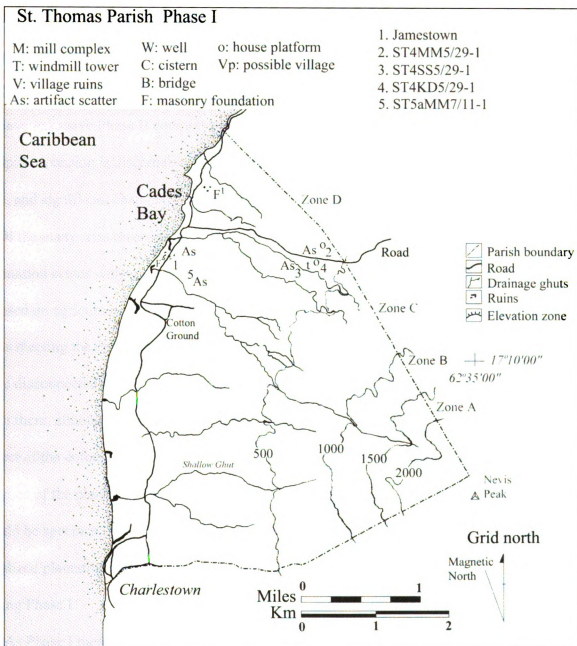 St. Thomas Parish Phase I
M: mill complex
W: well
o: house platform
T: windmill tower
C: cistern
Vp: possible village
V: village ruins
B: bridge
As: artifact scatter
F: masonry foundation
1. Jamestown
2. ST4MM5/29-1
3. ST4SS5/29-1
4. ST4KD5/29-1
5. ST5aMM7/11-1
Caribbean
Sea
Cades
Bay
F
Zone D
As
o
2
Road
As
1
As
3
o
4
5
As
Zone C
Cotton
Ground
Parish boundary
Road
Drainage ghuts
Ruins
Elevation zone
Zone B
17°10'00"
62°35'00"
Zone A
500
1000
1500
2000
Shallow Ghut
Nevis
Peak
Grid north
Magnetic
North
Charlestown
Miles
0
1
Km
0
1
2